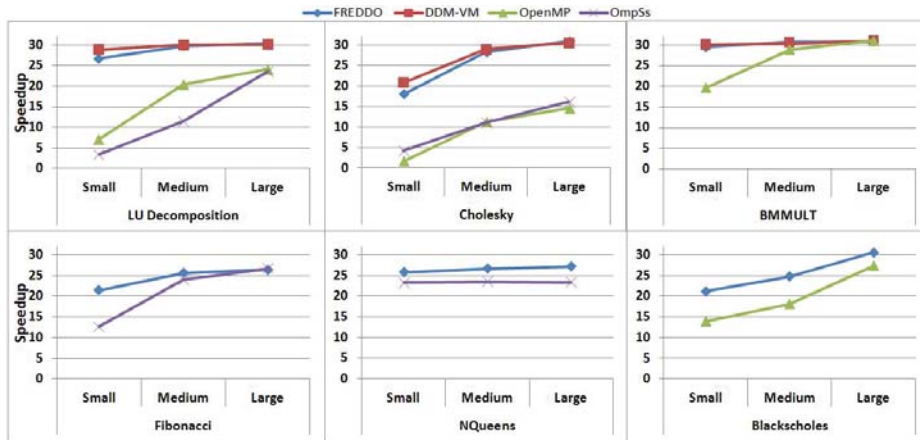 FREDDO DDM-VM OpenMP OmpSs
Speedup
30
25
20
15
10
5
0
Small Medium Large
LU Decomposition
30
25
20
15
10
5
0
Small Medium Large
Cholesky
30
25
20
15
10
5
0
Small Medium Large
BMMULT
Speedup
30
25
20
15
10
5
0
Small Medium Large
Fibonacci
30
25
20
15
10
5
0
Small Medium Large
NQueens
30
25
20
15
10
5
0
Small Medium Large
Blackscholes